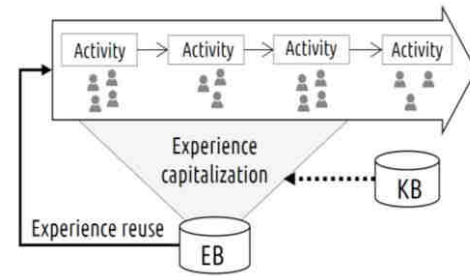 Activity Activity Activity Activity
Experience
capitalization
KB
Experience reuse
EB